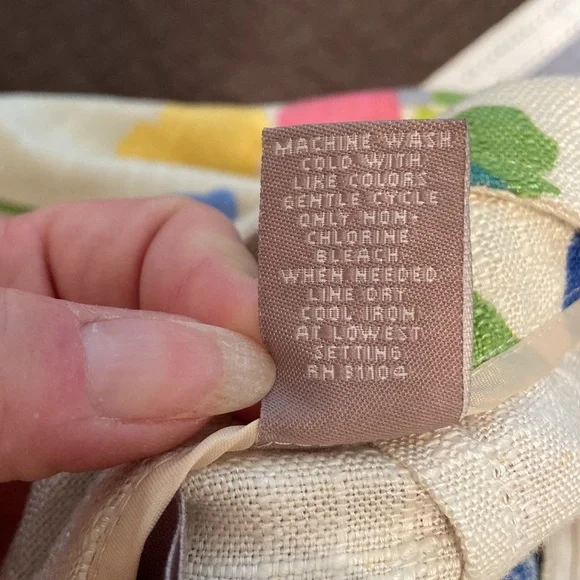 MACHINE WASH
COLD WITH
LIKE COLORS
GENTLE CYCLE
ONLY. NON-
CHLORINE
BLEACH
WHEN NEEDED
LINE DRY
COOL IRON
AT LOWEST
SETTING
RN 81104